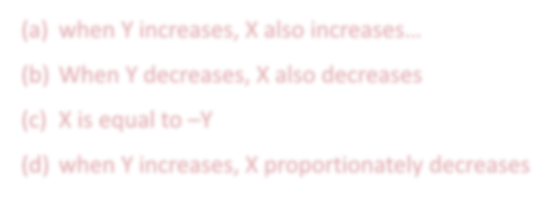 (a) when Y increases, X also increases...
(b) When Y decreases, X also decreases
(c) X is equal to –Y
(d) when Y increases, X proportionately decreases